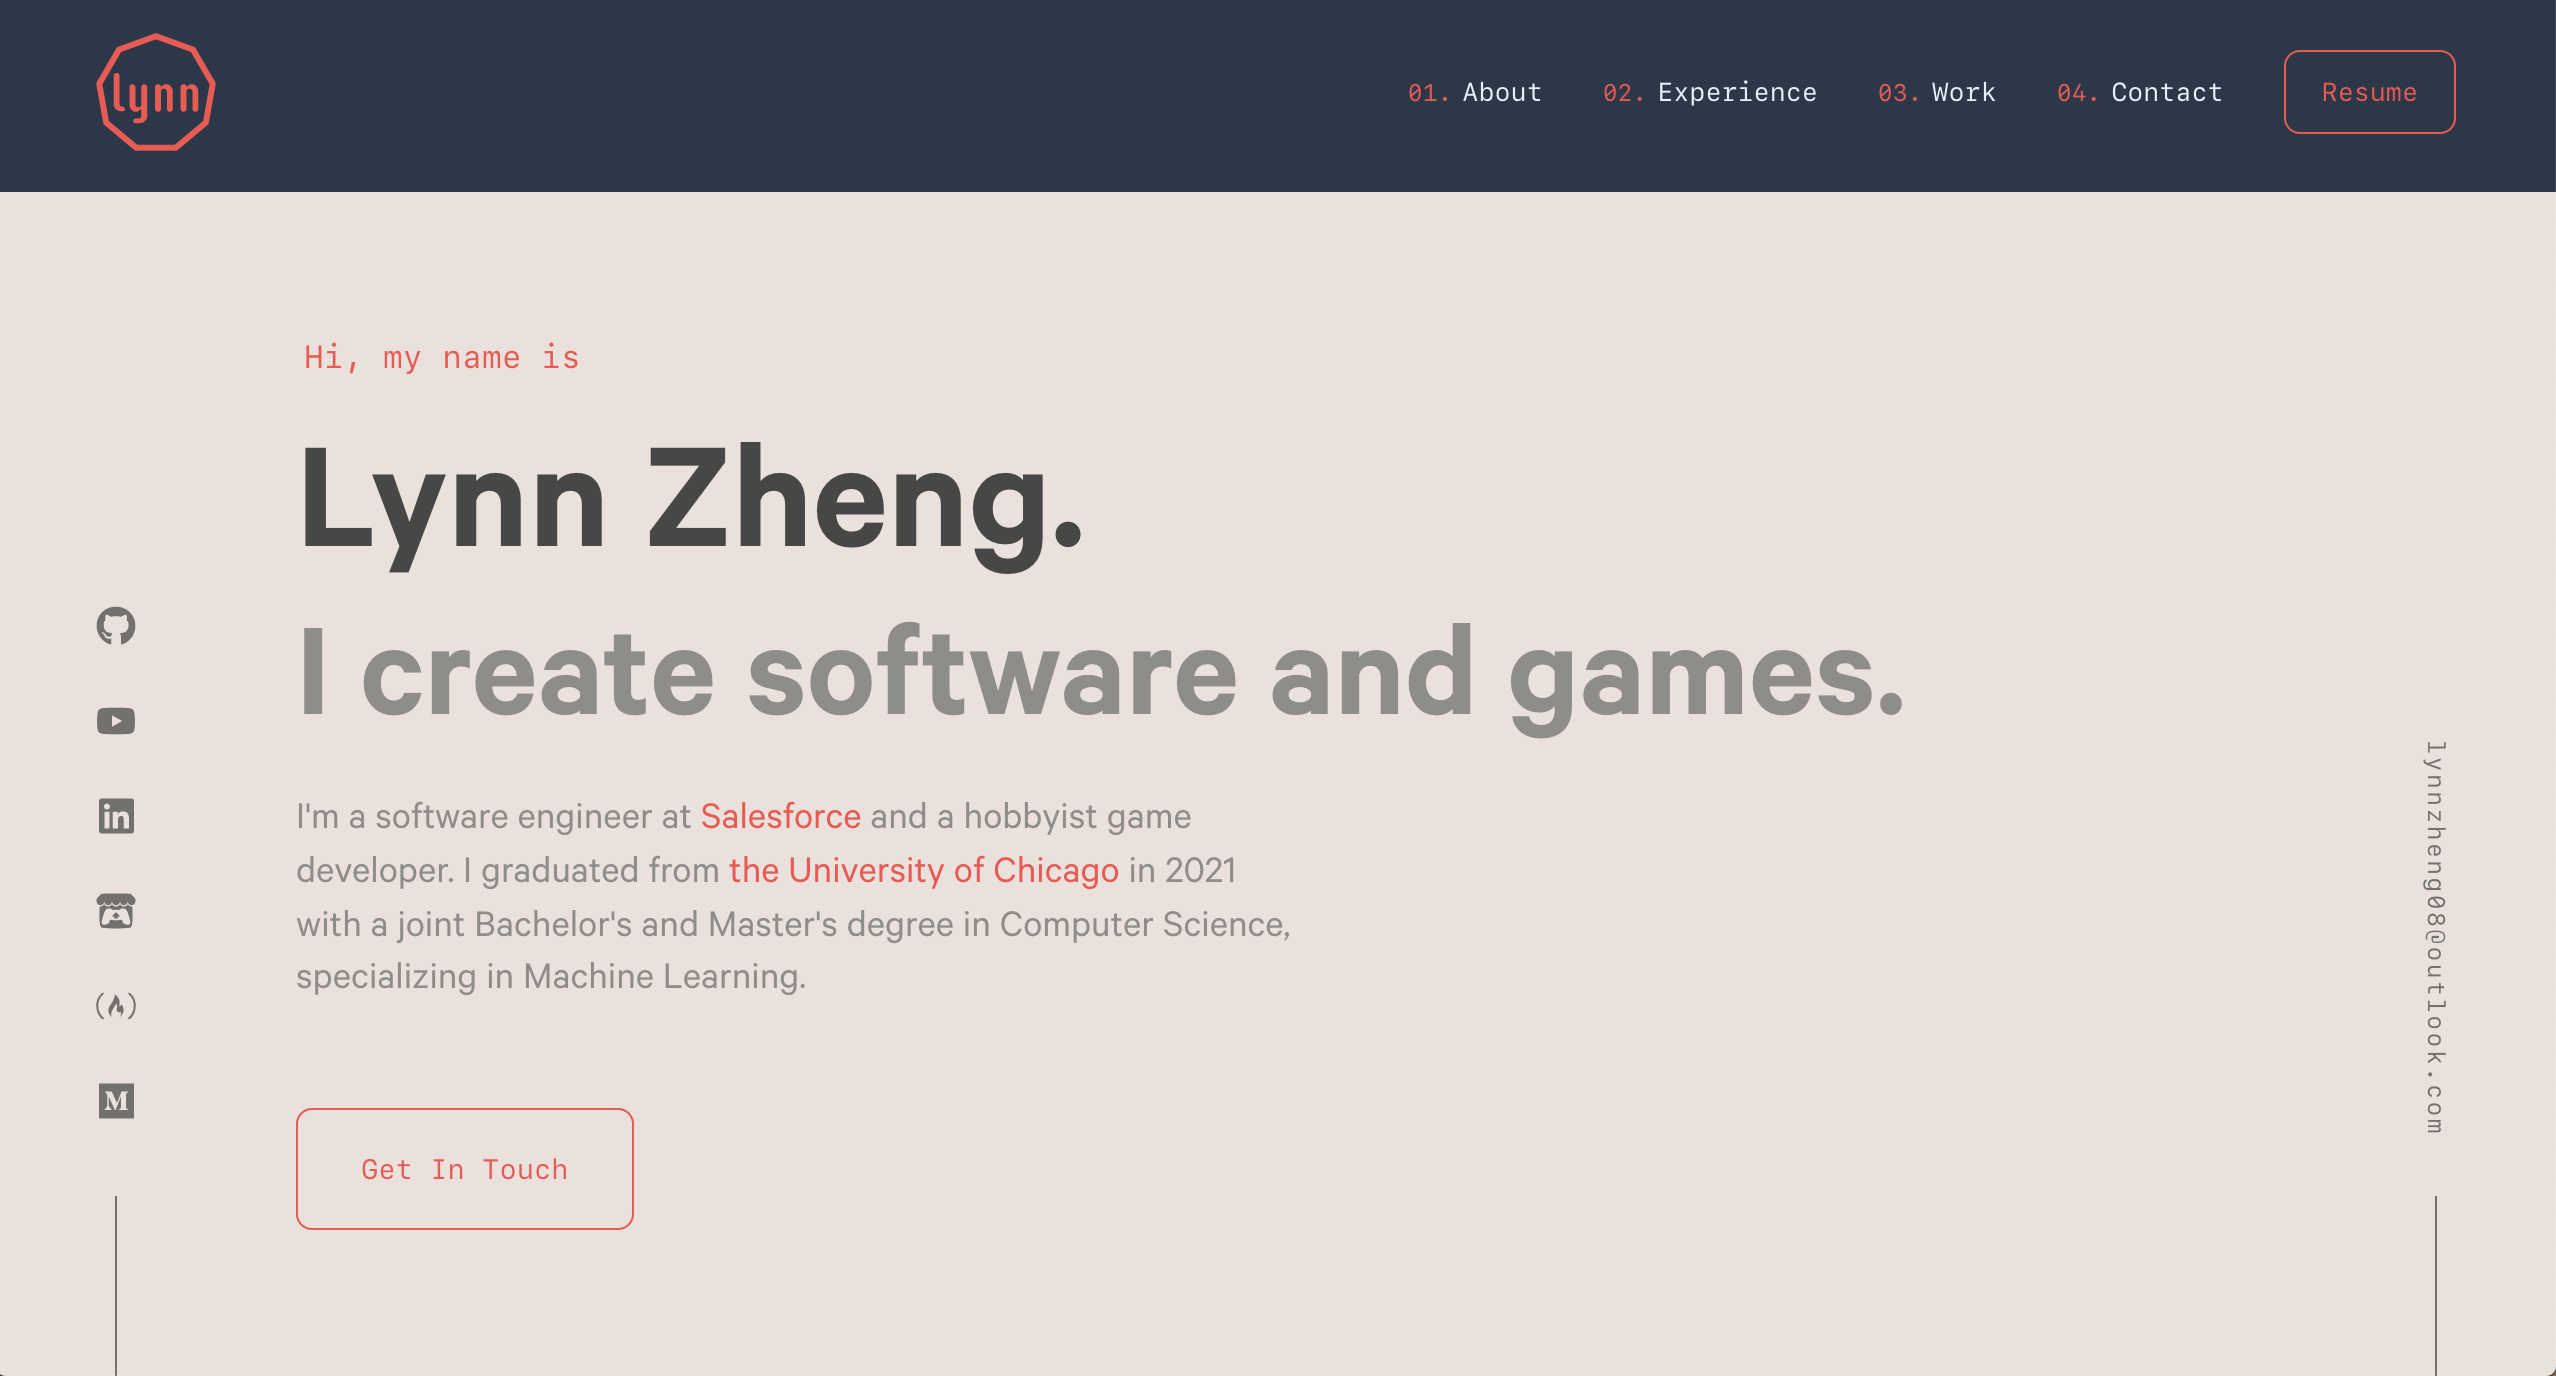 lynn
01. About 02. Experience 03. Work 04. Contact Resume
Hi, my name is
Lynn Zheng.
I create software and games.
I'm a software engineer at Salesforce and a hobbyist game
developer. I graduated from the University of Chicago in 2021
with a joint Bachelor's and Master's degree in Computer Science,
specializing in Machine Learning.
Get In Touch
in
M
lynnzheng08@outlook.com